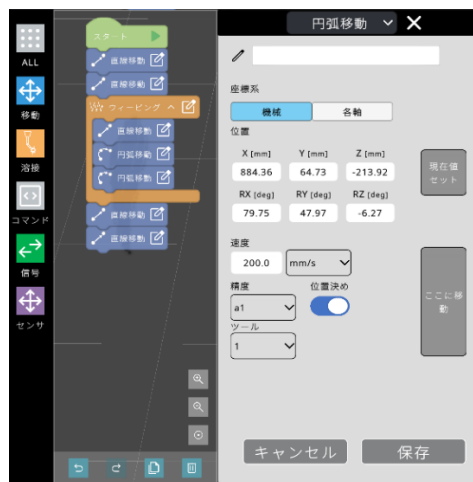 ALL
移動
溶接
コマンド
信号
センサ
スタート
直線移動
直線移動
ウィービング
直線移動
円弧移動
円弧移動
直線移動
直線移動
円弧移動
座標系
機械 各軸
位置
X [mm] Y [mm] Z [mm]
884.36 64.73 -213.92
RX [deg] RY [deg] RZ [deg]
79.75 47.97 -6.27
現在値
セット
速度
200.0 mm/s
精度 位置決め
a1
ツール
1
ここに移
動
キャンセル 保存